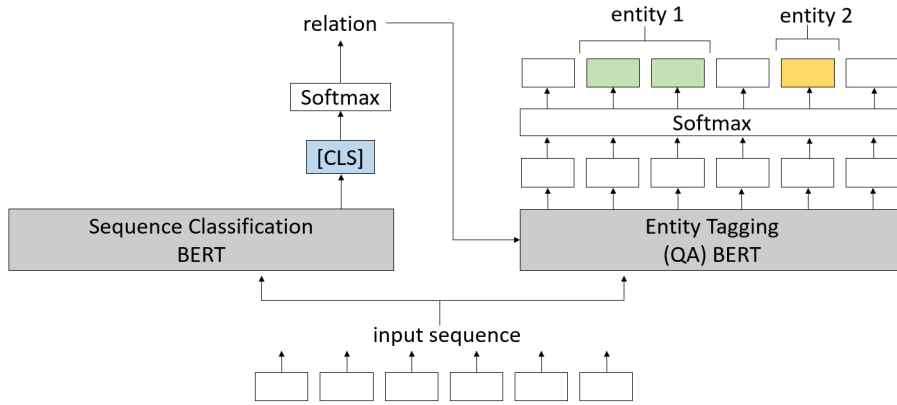 entity 1
entity 2
relation
Softmax
Softmax
[CLS]
Sequence Classification
BERT
Entity Tagging
(QA) BERT
input sequence